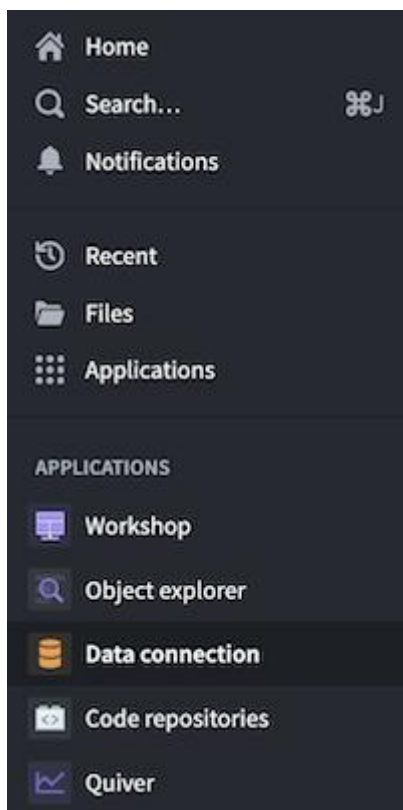 Home
Search... ⌘J
Notifications
Recent
Files
Applications
APPLICATIONS
Workshop
Object explorer
Data connection
Code repositories
Quiver